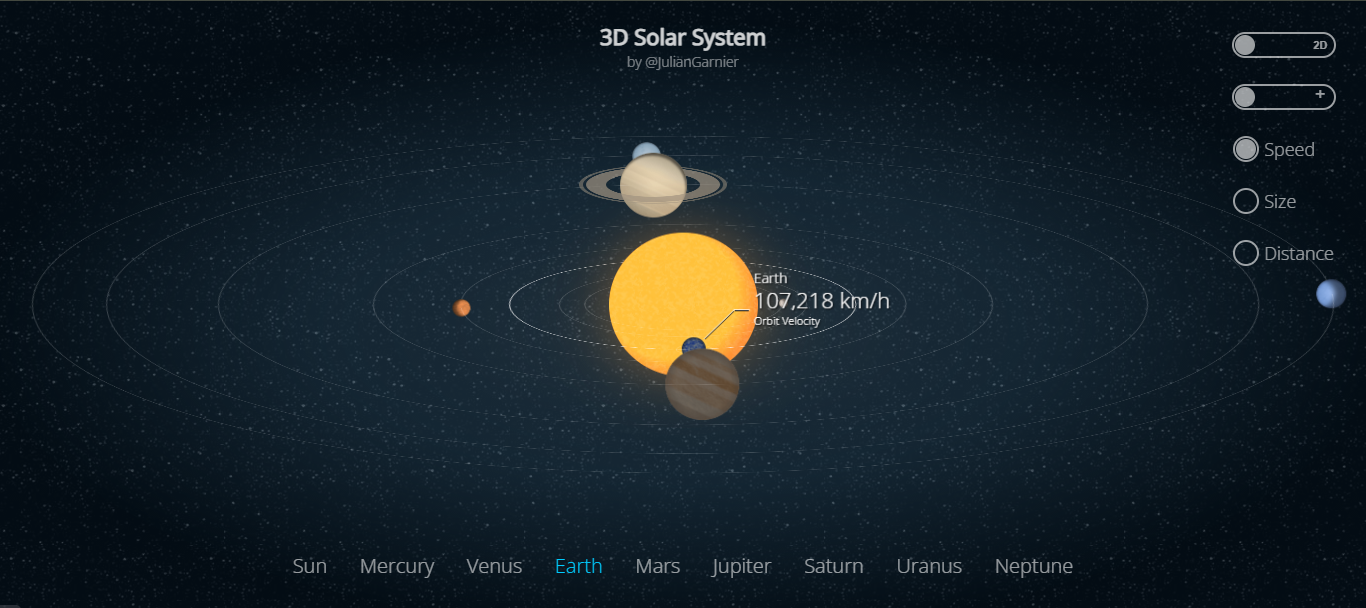 3D Solar System
by @JulianGarnier
2D
+
Speed
Size
Distance
Earth
107,218 km/h
Orbit Velocity
Sun Mercury Venus Earth Mars Jupiter Saturn Uranus Neptune